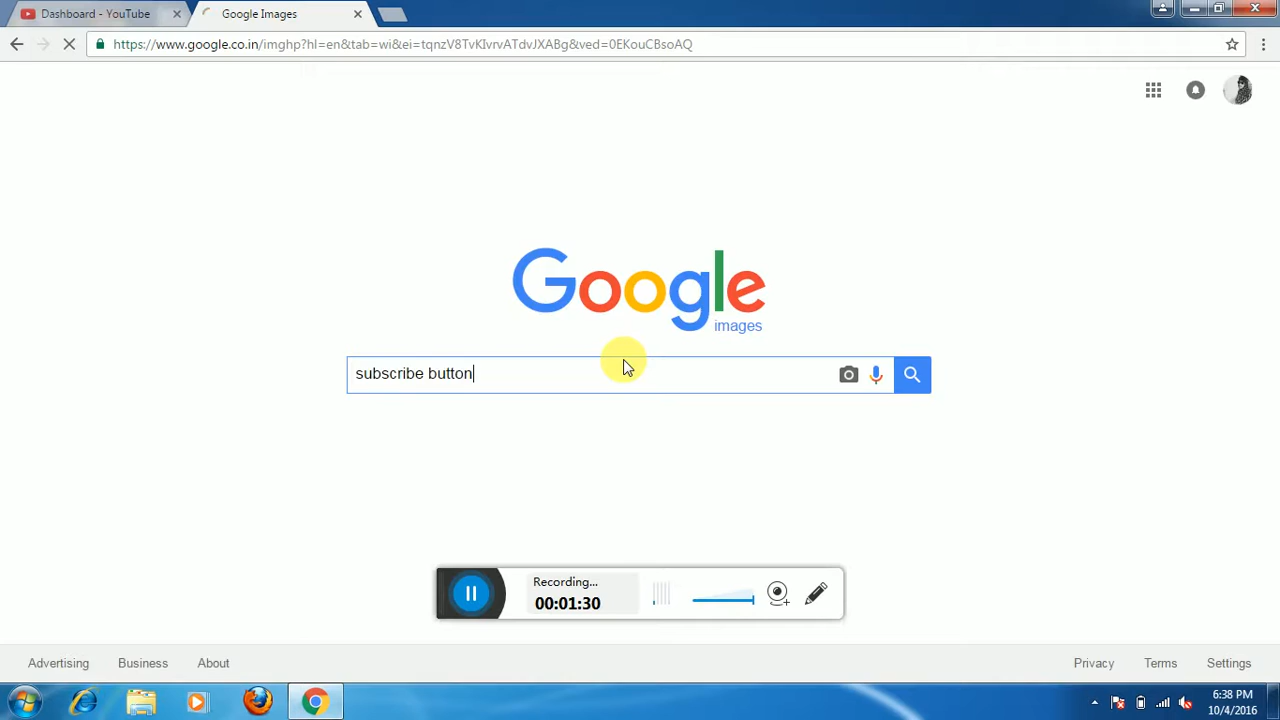 Dashboard - YouTube
Google Images
https://www.google.co.in/imghp?hl=en&tab=wi&ei=tqnzV8TvKIvrvATdvJXABg&ved=0EKouCBsoAQ
Google
images
subscribe button
Recording...
00:01:30
Advertising Business About Privacy Terms Settings
6:38 PM
10/4/2016